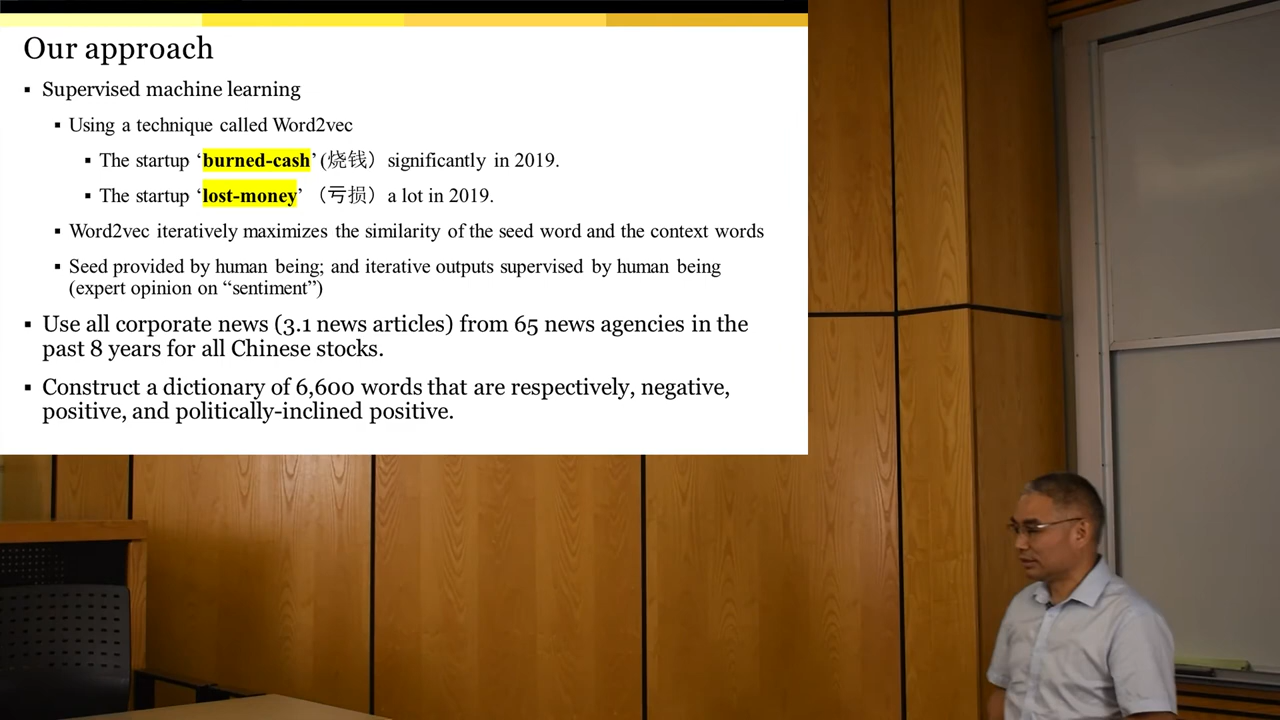 Our approach
▪ Supervised machine learning
▪ Using a technique called Word2vec
▪ The startup ‘burned-cash’ (烧钱）significantly in 2019.
▪ The startup ‘lost-money’ （亏损）a lot in 2019.
▪ Word2vec iteratively maximizes the similarity of the seed word and the context words
▪ Seed provided by human being; and iterative outputs supervised by human being
(expert opinion on “sentiment”)
▪ Use all corporate news (3.1 news articles) from 65 news agencies in the
past 8 years for all Chinese stocks.
▪ Construct a dictionary of 6,600 words that are respectively, negative,
positive, and politically-inclined positive.